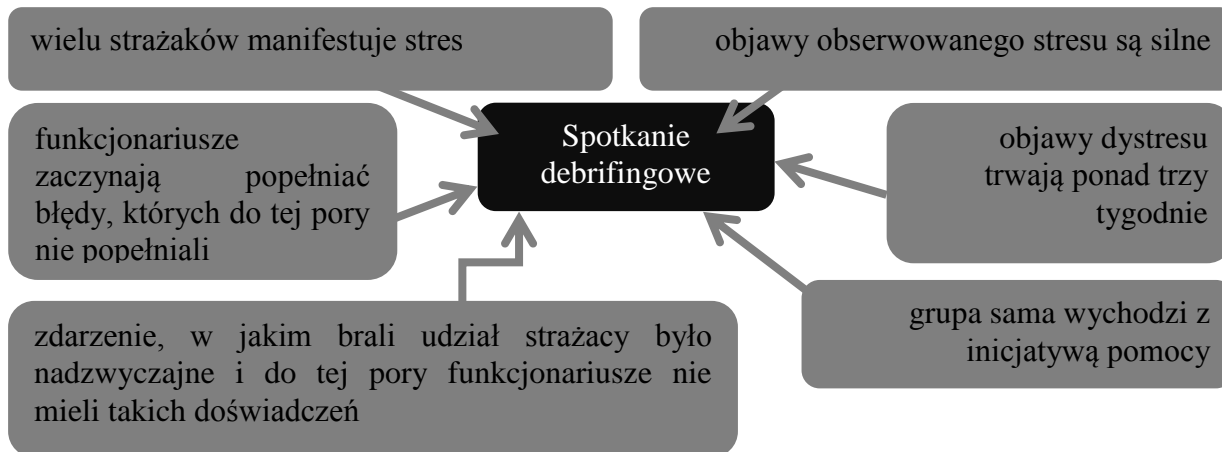 wielu strażaków manifestuje stres
objawy obserwowanego stresu są silne
Spotkanie
debrifingowe
funkcjonariusze
zaczynają popełniać
błędy, których do tej pory
nie popełniali
objawy dystresu
trwają ponad trzy
tygodnie
zdarzenie, w jakim brali udział strażacy było
nadzwyczajne i do tej pory funkcjonariusze nie
mieli takich doświadczeń
grupa sama wychodzi z
inicjatywą pomocy